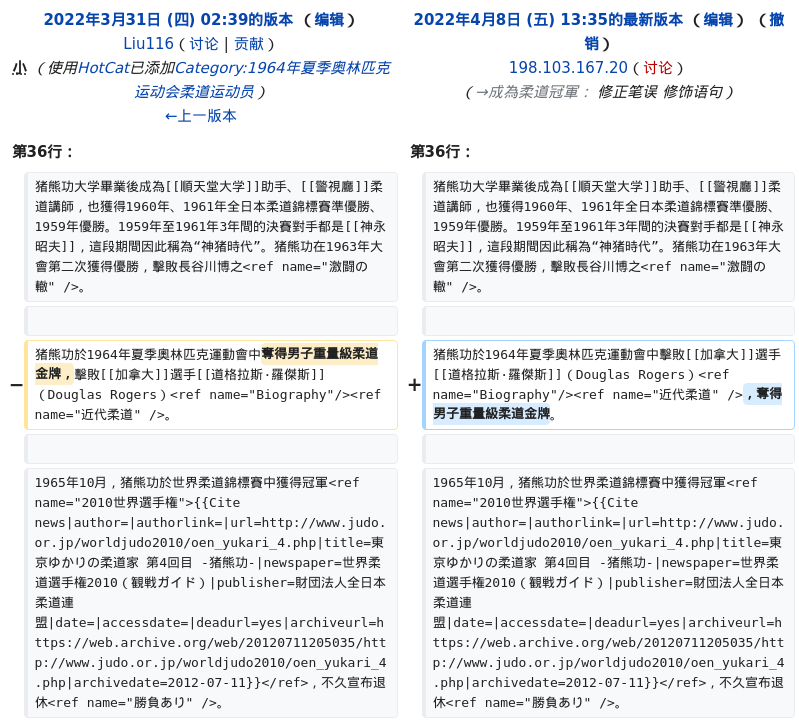 2022年3月31日 (四) 02:39的版本 （编辑）
Liu116（讨论 | 贡献）
小 （使用HotCat已添加Category:1964年夏季奥林匹克
运动会柔道运动员）
←上一版本
第36行：
猪熊功大学畢業後成為[[順天堂大学]]助手、[[警視廳]]柔
道講師，也獲得1960年、1961年全日本柔道錦標賽準優勝、
1959年優勝。1959年至1961年3年間的決賽對手都是[[神永
昭夫]]，這段期間因此稱為“神猪時代”。猪熊功在1963年大
會第二次獲得優勝，擊敗長谷川博之<ref name="激闘の
轍" />。
− 猪熊功於1964年夏季奧林匹克運動會中奪得男子重量級柔道
金牌，擊敗[[加拿大]]選手[[道格拉斯·羅傑斯]]
（Douglas Rogers）<ref name="Biography"/><ref
name="近代柔道" />。
1965年10月，猪熊功於世界柔道錦標賽中獲得冠軍<ref
name="2010世界選手権">{{Cite
news|author=|authorlink=|url=http://www.judo.
or.jp/worldjudo2010/oen_yukari_4.php|title=東
京ゆかりの柔道家 第4回目 -猪熊功-|newspaper=世界柔
道選手権2010（観戦ガイド）|publisher=財団法人全日本
柔道連
盟|date=|accessdate=|deadurl=yes|archiveurl=h
ttps://web.archive.org/web/20120711205035/htt
p://www.judo.or.jp/worldjudo2010/oen_yukari_4
.php|archivedate=2012-07-11}}</ref>，不久宣布退
休<ref name="勝負あり" />。
2022年4月8日 (五) 13:35的最新版本 （编辑）（撤
销）
198.103.167.20（讨论）
（→成為柔道冠軍： 修正笔误 修饰语句）
第36行：
猪熊功大学畢業後成為[[順天堂大学]]助手、[[警視廳]]柔
道講師，也獲得1960年、1961年全日本柔道錦標賽準優勝、
1959年優勝。1959年至1961年3年間的決賽對手都是[[神永
昭夫]]，這段期間因此稱為“神猪時代”。猪熊功在1963年大
會第二次獲得優勝，擊敗長谷川博之<ref name="激闘の
轍" />。
+ 猪熊功於1964年夏季奧林匹克運動會中擊敗[[加拿大]]選手
[[道格拉斯·羅傑斯]]（Douglas Rogers）<ref
name="Biography"/><ref name="近代柔道" />，奪得
男子重量級柔道金牌。
1965年10月，猪熊功於世界柔道錦標賽中獲得冠軍<ref
name="2010世界選手権">{{Cite
news|author=|authorlink=|url=http://www.judo.
or.jp/worldjudo2010/oen_yukari_4.php|title=東
京ゆかりの柔道家 第4回目 -猪熊功-|newspaper=世界柔
道選手権2010（観戦ガイド）|publisher=財団法人全日本
柔道連
盟|date=|accessdate=|deadurl=yes|archiveurl=h
ttps://web.archive.org/web/20120711205035/htt
p://www.judo.or.jp/worldjudo2010/oen_yukari_4
.php|archivedate=2012-07-11}}</ref>，不久宣布退
休<ref name="勝負あり" />。